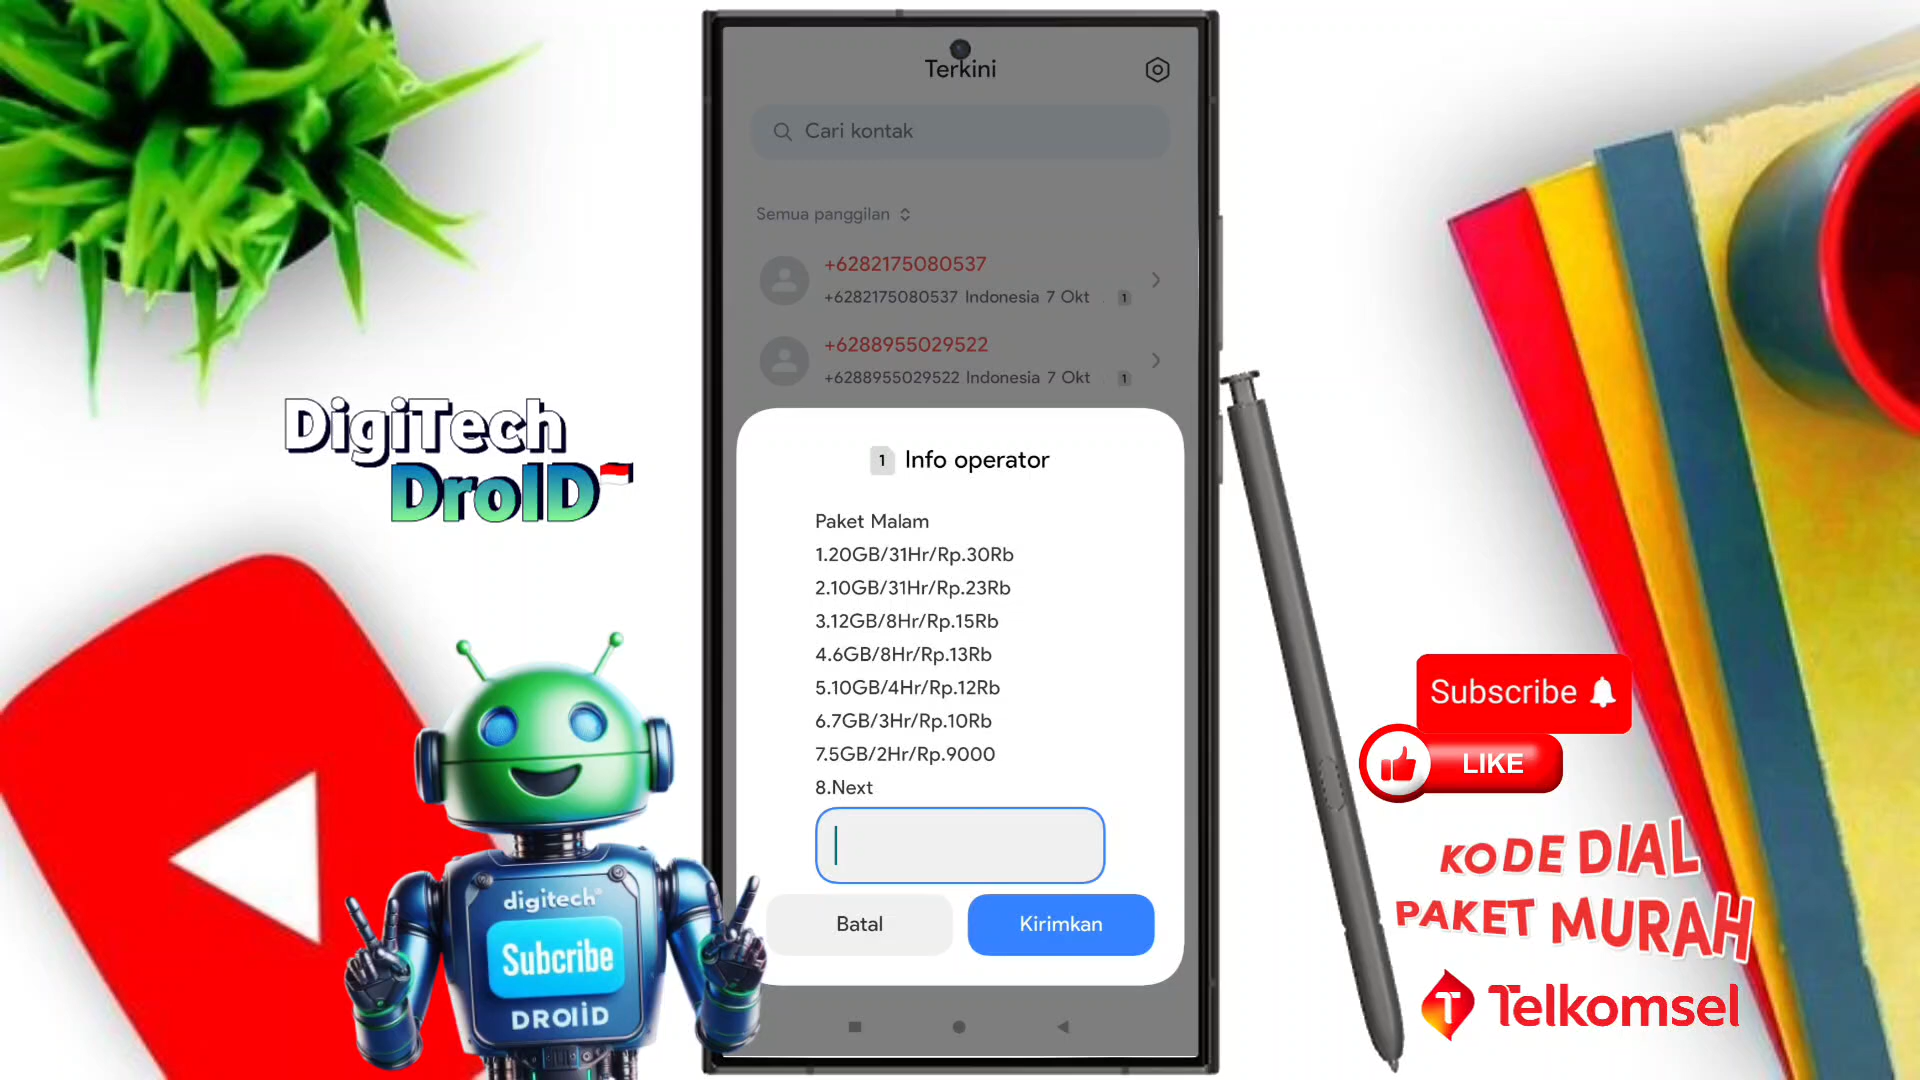 Terkini
Cari kontak
Semua panggilan
+6282175080537
+6282175080537 Indonesia 7 Okt
1
+6288955029522
+6288955029522 Indonesia 7 Okt
1
1 Info operator
Paket Malam
1.20GB/31Hr/Rp.30Rb
2.10GB/31Hr/Rp.23Rb
3.12GB/8Hr/Rp.15Rb
4.6GB/8Hr/Rp.13Rb
5.10GB/4Hr/Rp.12Rb
6.7GB/3Hr/Rp.10Rb
7.5GB/2Hr/Rp.9000
8.Next
Batal
Kirimkan
DigiTech
DroID
digitech
Subcribe
DROIID
Subscribe
LIKE
KODE DIAL
PAKET MURAH
Telkomsel